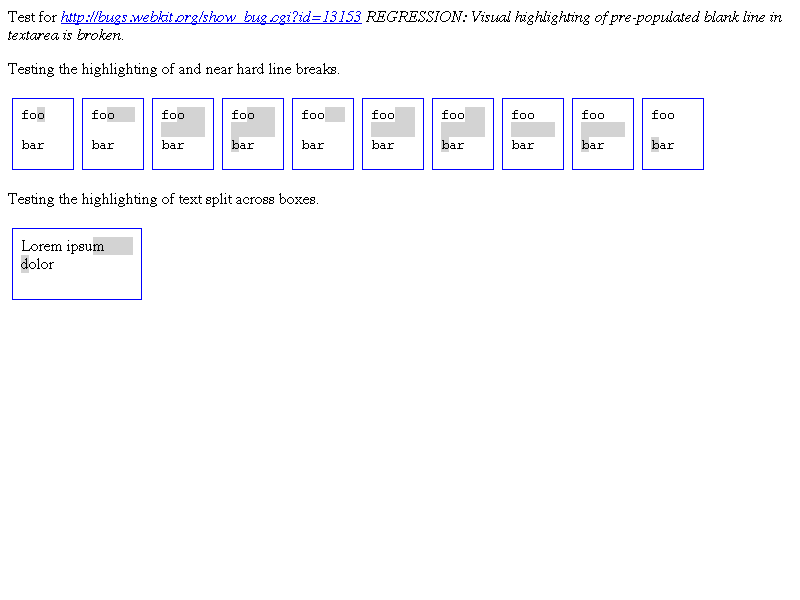 Test for http://bugs.webkit.org/show_bug.cgi?id=13153 REGRESSION: Visual highlighting of pre-populated blank line in
textarea is broken.
Testing the highlighting of and near hard line breaks.
foo foo foo foo foo foo foo foo foo foo
bar bar bar bar bar bar bar bar bar bar
Testing the highlighting of text split across boxes.
Lorem ipsum
dolor